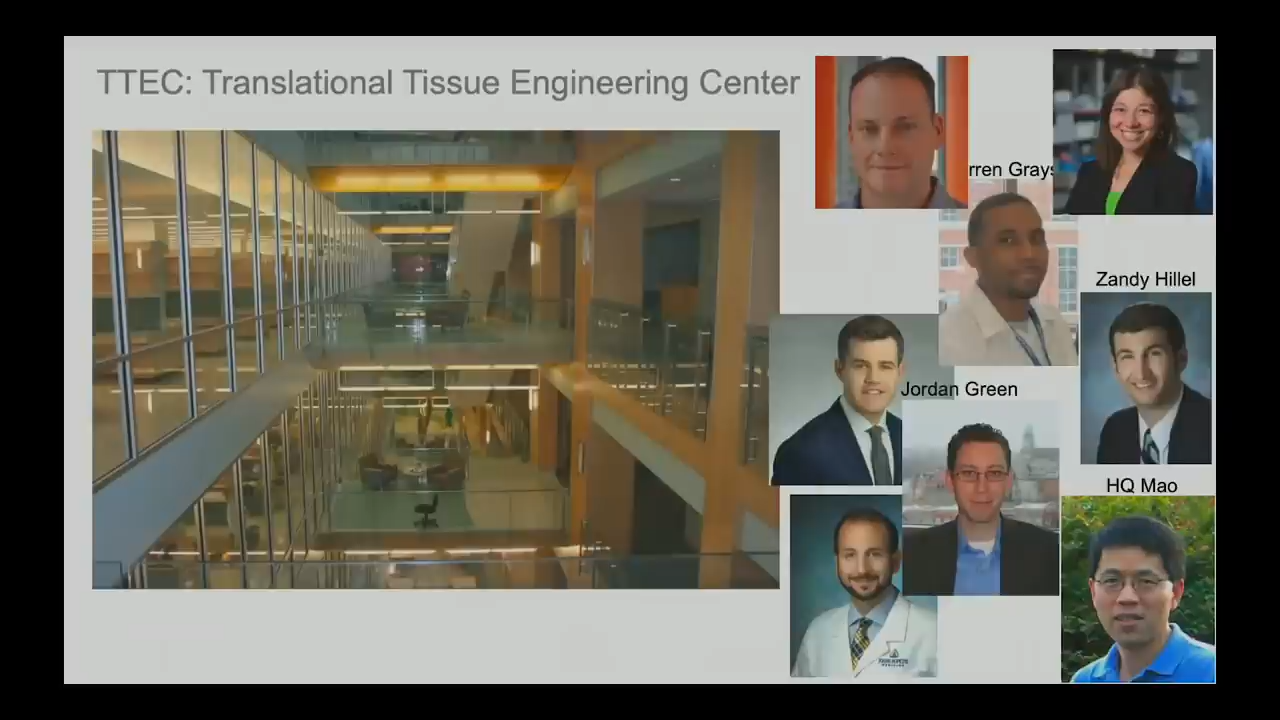 TTEC: Translational Tissue Engineering Center
rren Grays
Zandy Hillel
Jordan Green
HQ Mao